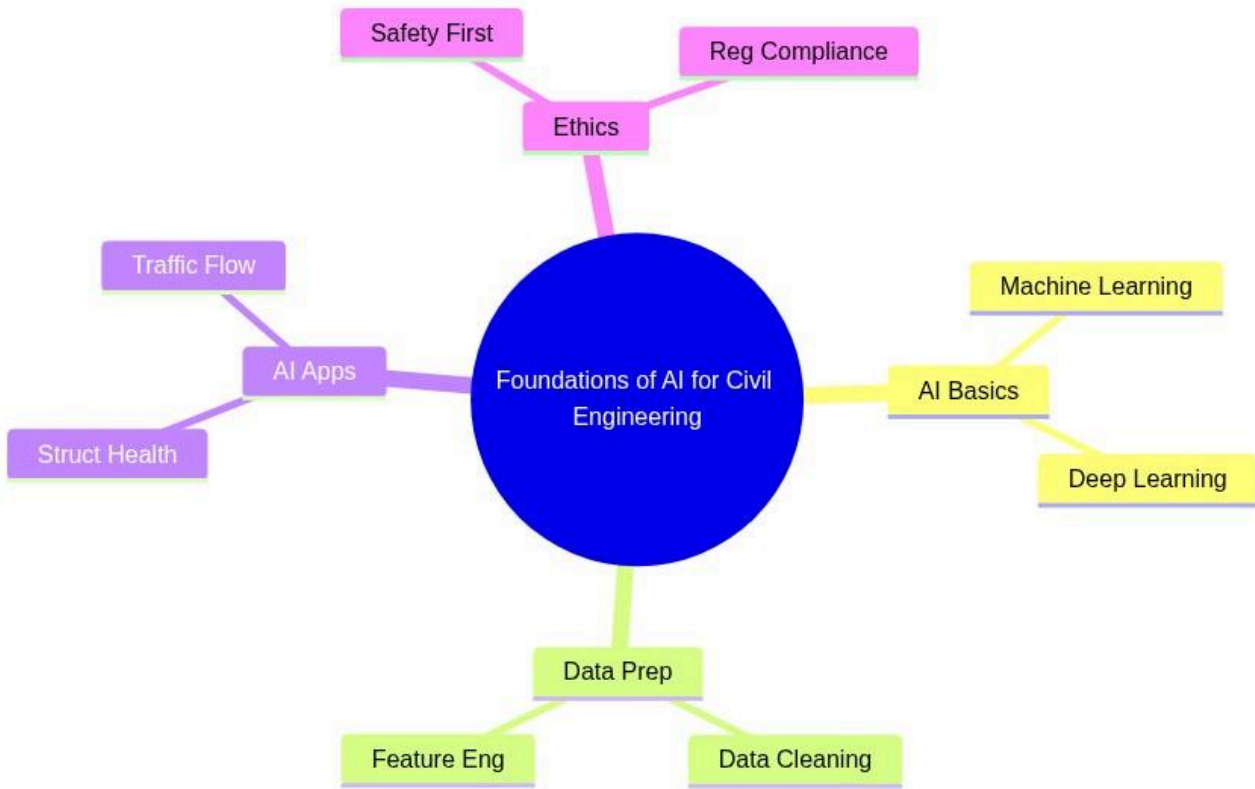 Safety First
Reg Compliance
Ethics
Traffic Flow
Machine Learning
AI Apps
Foundations of AI for Civil
Engineering
AI Basics
Struct Health
Deep Learning
Data Prep
Feature Eng
Data Cleaning